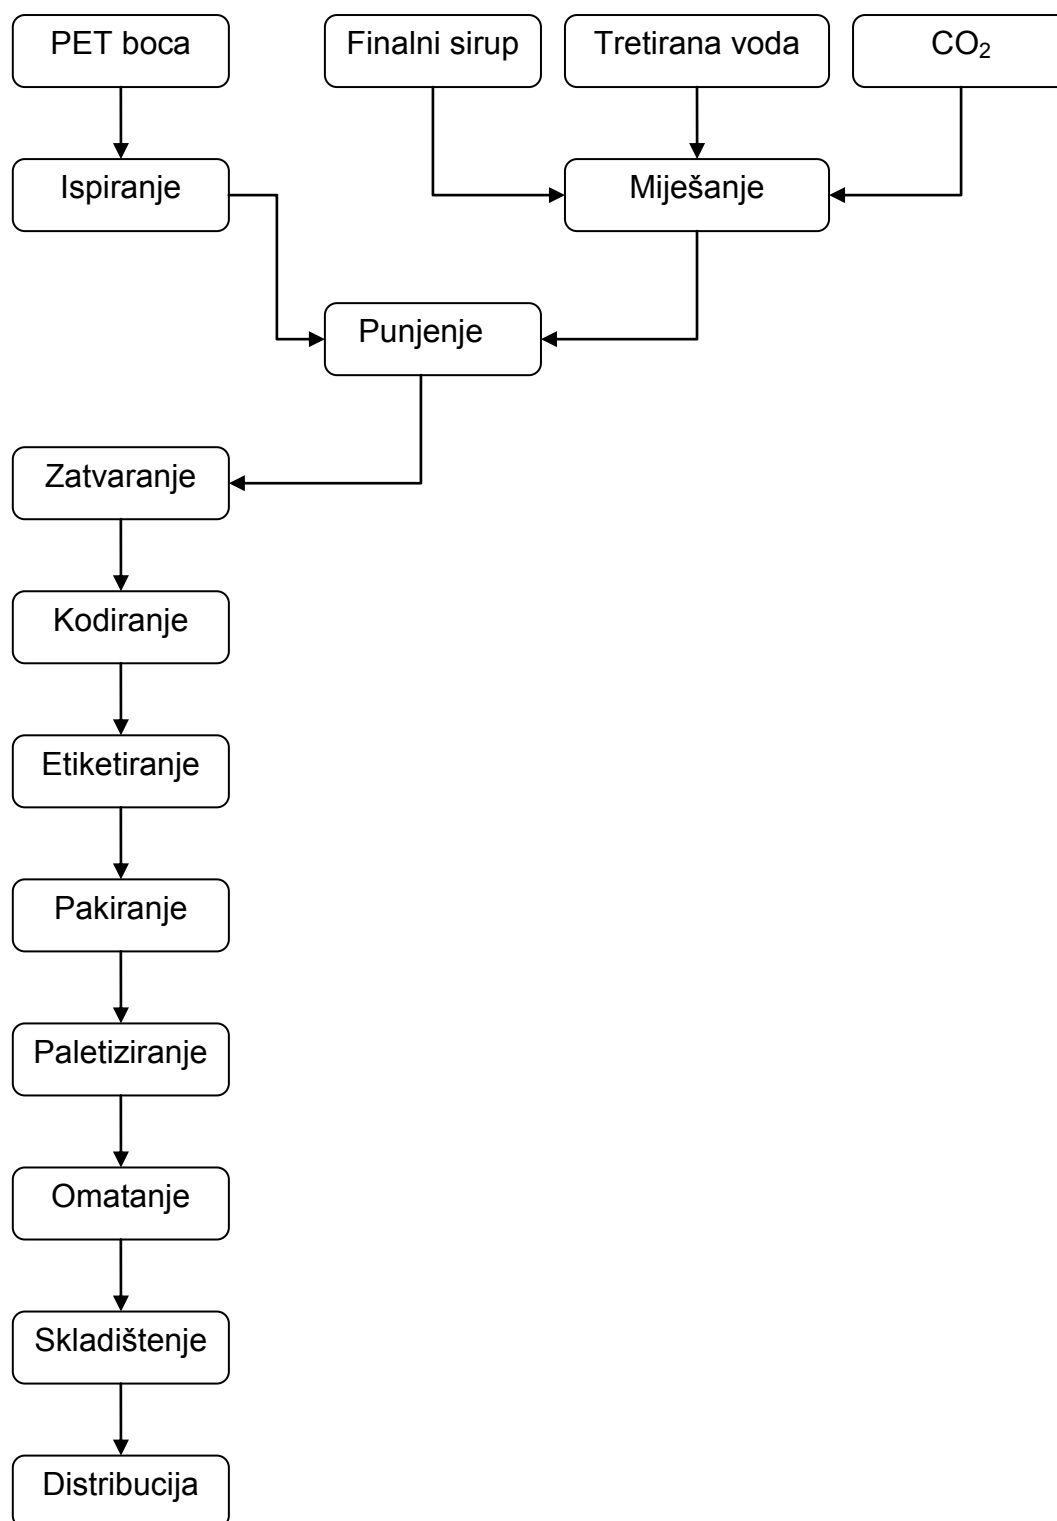 PET boca
Finalni sirup
Tretirana voda
CO₂
Ispiranje
Miješanje
Punjenje
Zatvaranje
Kodiranje
Etiketiranje
Pakiranje
Paletiziranje
Omatanje
Skladištenje
Distribucija